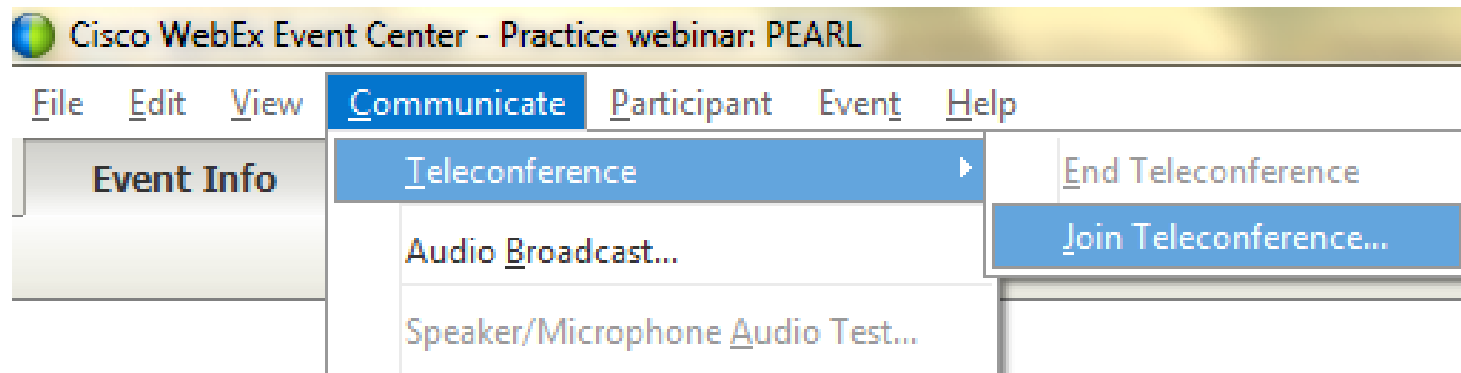 Cisco WebEx Event Center - Practice webinar: PEARL
File Edit View Communicate Participant Event Help
Event Info
Teleconference
End Teleconference
Join Teleconference...
Audio Broadcast...
Speaker/Microphone Audio Test...